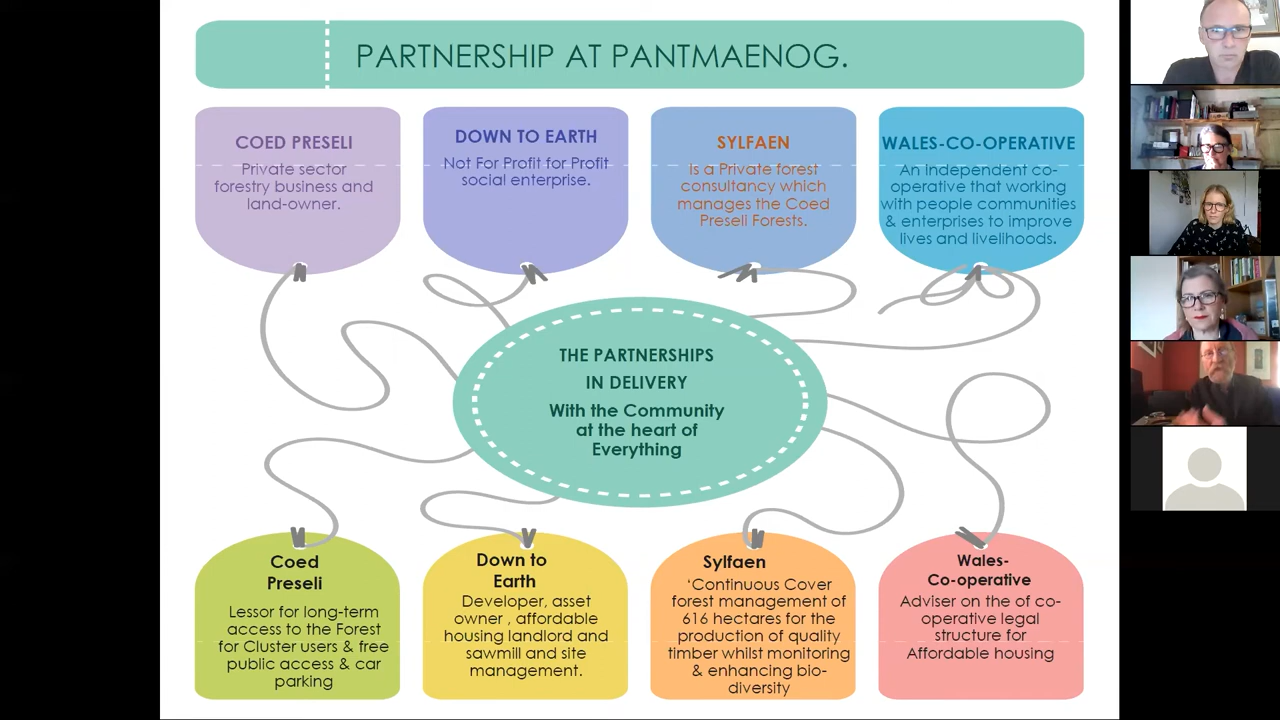 PARTNERSHIP AT PANTMAENOG.
COED PRESELI
Private sector
forestry business and
land-owner.
DOWN TO EARTH
Not For Profit for Profit
social enterprise.
SYLFAEN
Is a Private forest
consultancy which
manages the Coed
Preseli Forests.
WALES-CO-OPERATIVE
An independent co-
operative that working
with people communities
& enterprises to improve
lives and livelihoods.
THE PARTNERSHIPS
IN DELIVERY
With the Community
at the heart of
Everything
Coed
Preseli
Lessor for long-term
access to the Forest
for Cluster users & free
public access & car
parking
Down to
Earth
Developer, asset
owner , affordable
housing landlord and
sawmill and site
management.
Sylfaen
‘Continuous Cover
forest management of
616 hectares for the
production of quality
timber whilst monitoring
& enhancing bio-
diversity
Wales-
Co-operative
Adviser on the of co-
operative legal
structure for
Affordable housing